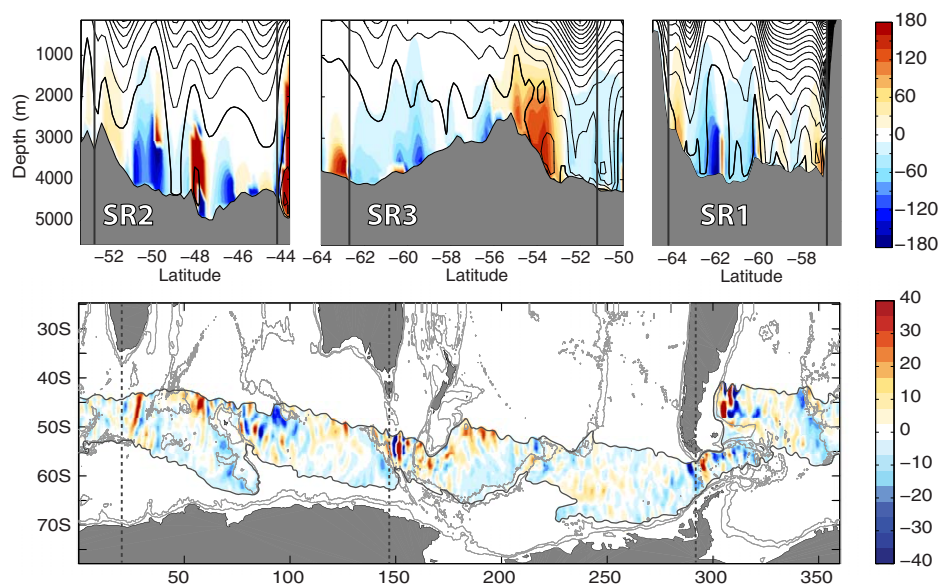 1000
2000
3000
4000
5000
Depth (m)
SR2
SR3
SR1
−52 −50 −48 −46 −44
−64 −62 −60 −58 −56 −54 −52 −50
−64 −62 −60 −58
Latitude
Latitude
Latitude
180
120
60
0
−60
−120
−180
30S
40S
50S
60S
70S
50 100 150 200 250 300 350
40
30
20
10
0
−10
−20
−30
−40